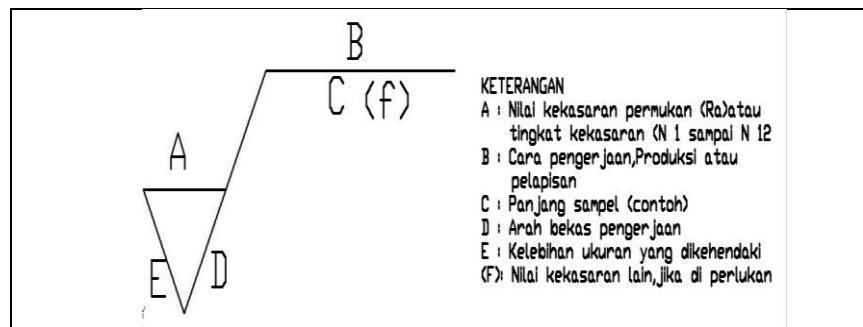 B
C (f)
A
E D
KETERANGAN
A : Nilai kekasaran permukan (Ra)atau
tingkat kekasaran (N 1 sampai N 12
B : Cara pengerjaan,Produksi atau
pelapisan
C : Panjang sampel (contoh)
D : Arah bekas pengerjaan
E : Kelebihan ukuran yang dikehendaki
(F): Nilai kekasaran lain,jika di perlukan